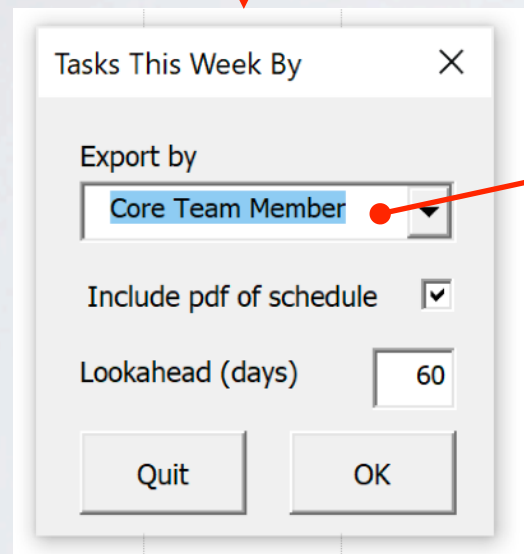 Tasks This Week By
Export by
Core Team Member
Include pdf of schedule
Lookahead (days) 60
Quit OK